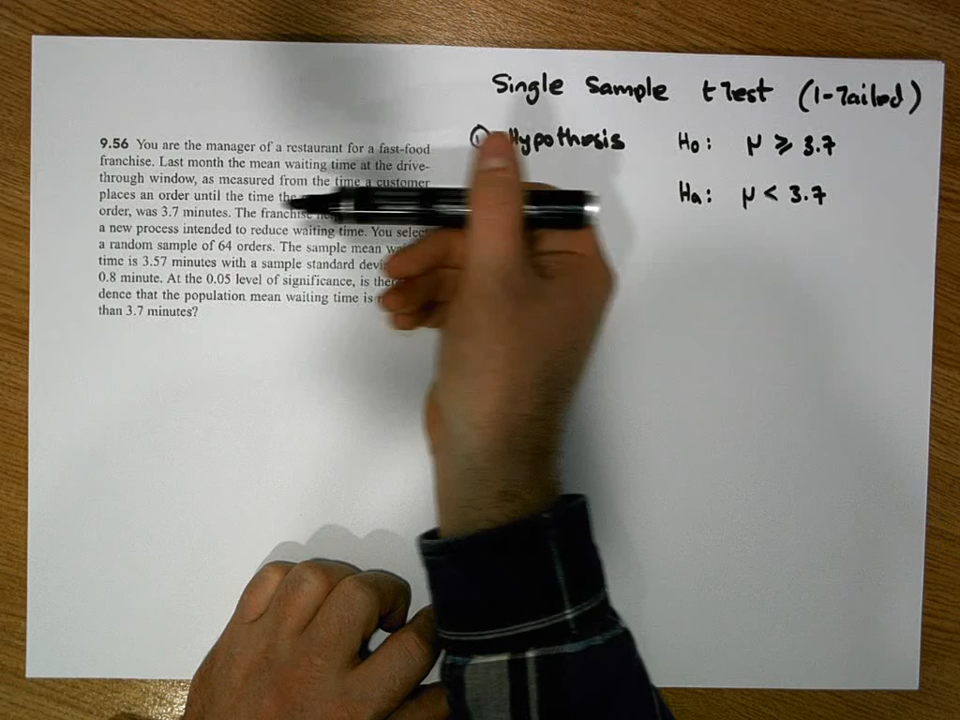 Single Sample t Test (1-Tailed)
9.56 You are the manager of a restaurant for a fast-food
franchise. Last month the mean waiting time at the drive-
through window, as measured from the time a customer
places an order until the time the
order, was 3.7 minutes. The franchise
a new process intended to reduce waiting time. You select
a random sample of 64 orders. The sample mean
time is 3.57 minutes with a sample standard
0.8 minute. At the 0.05 level of significance, is
dence that the population mean waiting time is
than 3.7 minutes?
Hypothesis H0: μ ⩾ 3.7
Ha: μ < 3.7